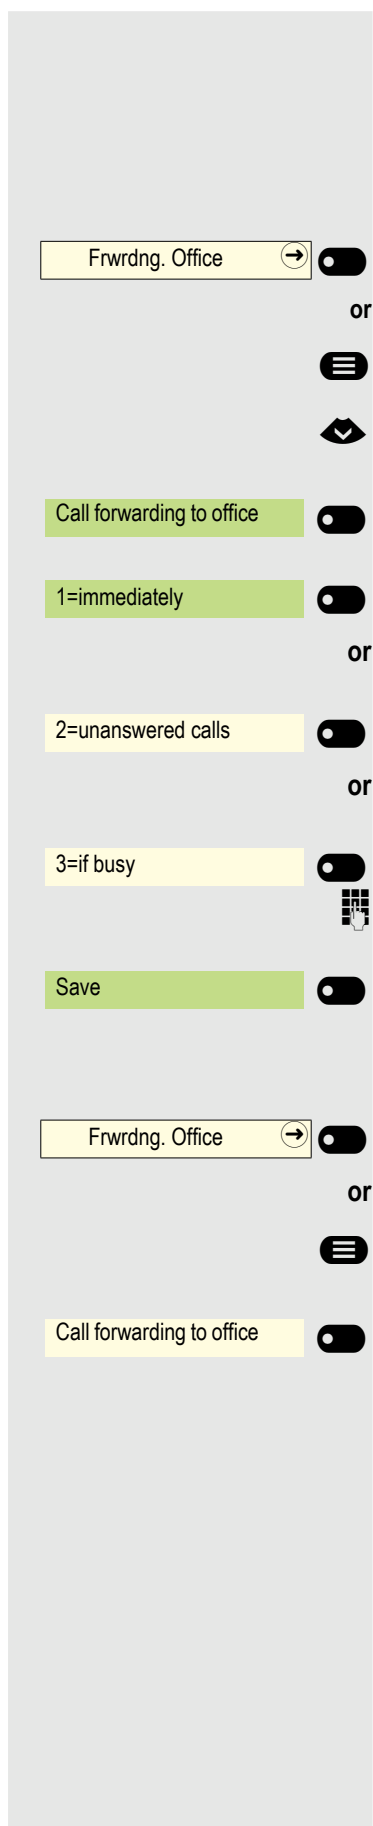 Frwrdng. Office
or
Call forwarding to office
1=immediately
or
2=unanswered calls
or
3=if busy
Save
Frwrdng. Office
or
Call forwarding to office